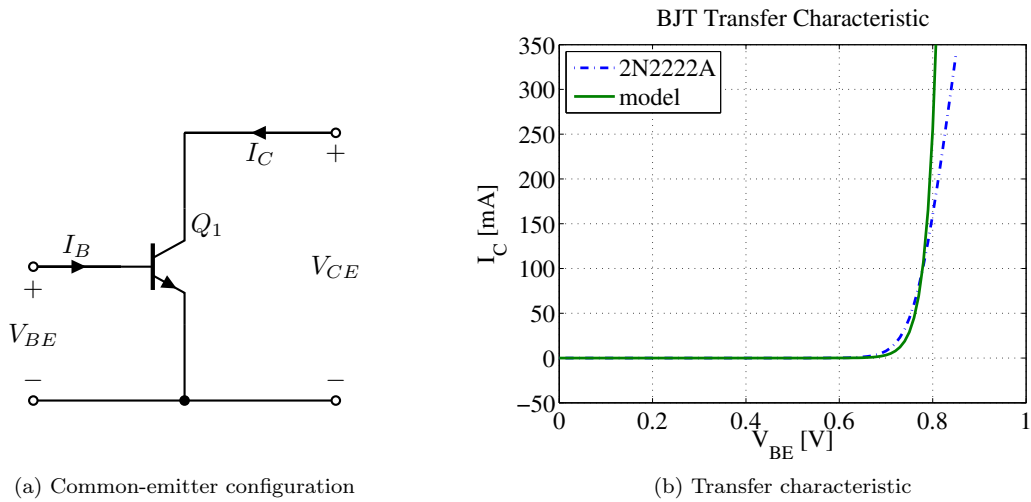 I_C
+
Q_1
I_B
+
V_CE
V_BE
−
−
(a) Common-emitter configuration
BJT Transfer Characteristic
350
300
250
200
150
100
50
0
−50
I_C [mA]
2N2222A
model
0 0.2 0.4 0.6 0.8 1
V_BE [V]
(b) Transfer characteristic